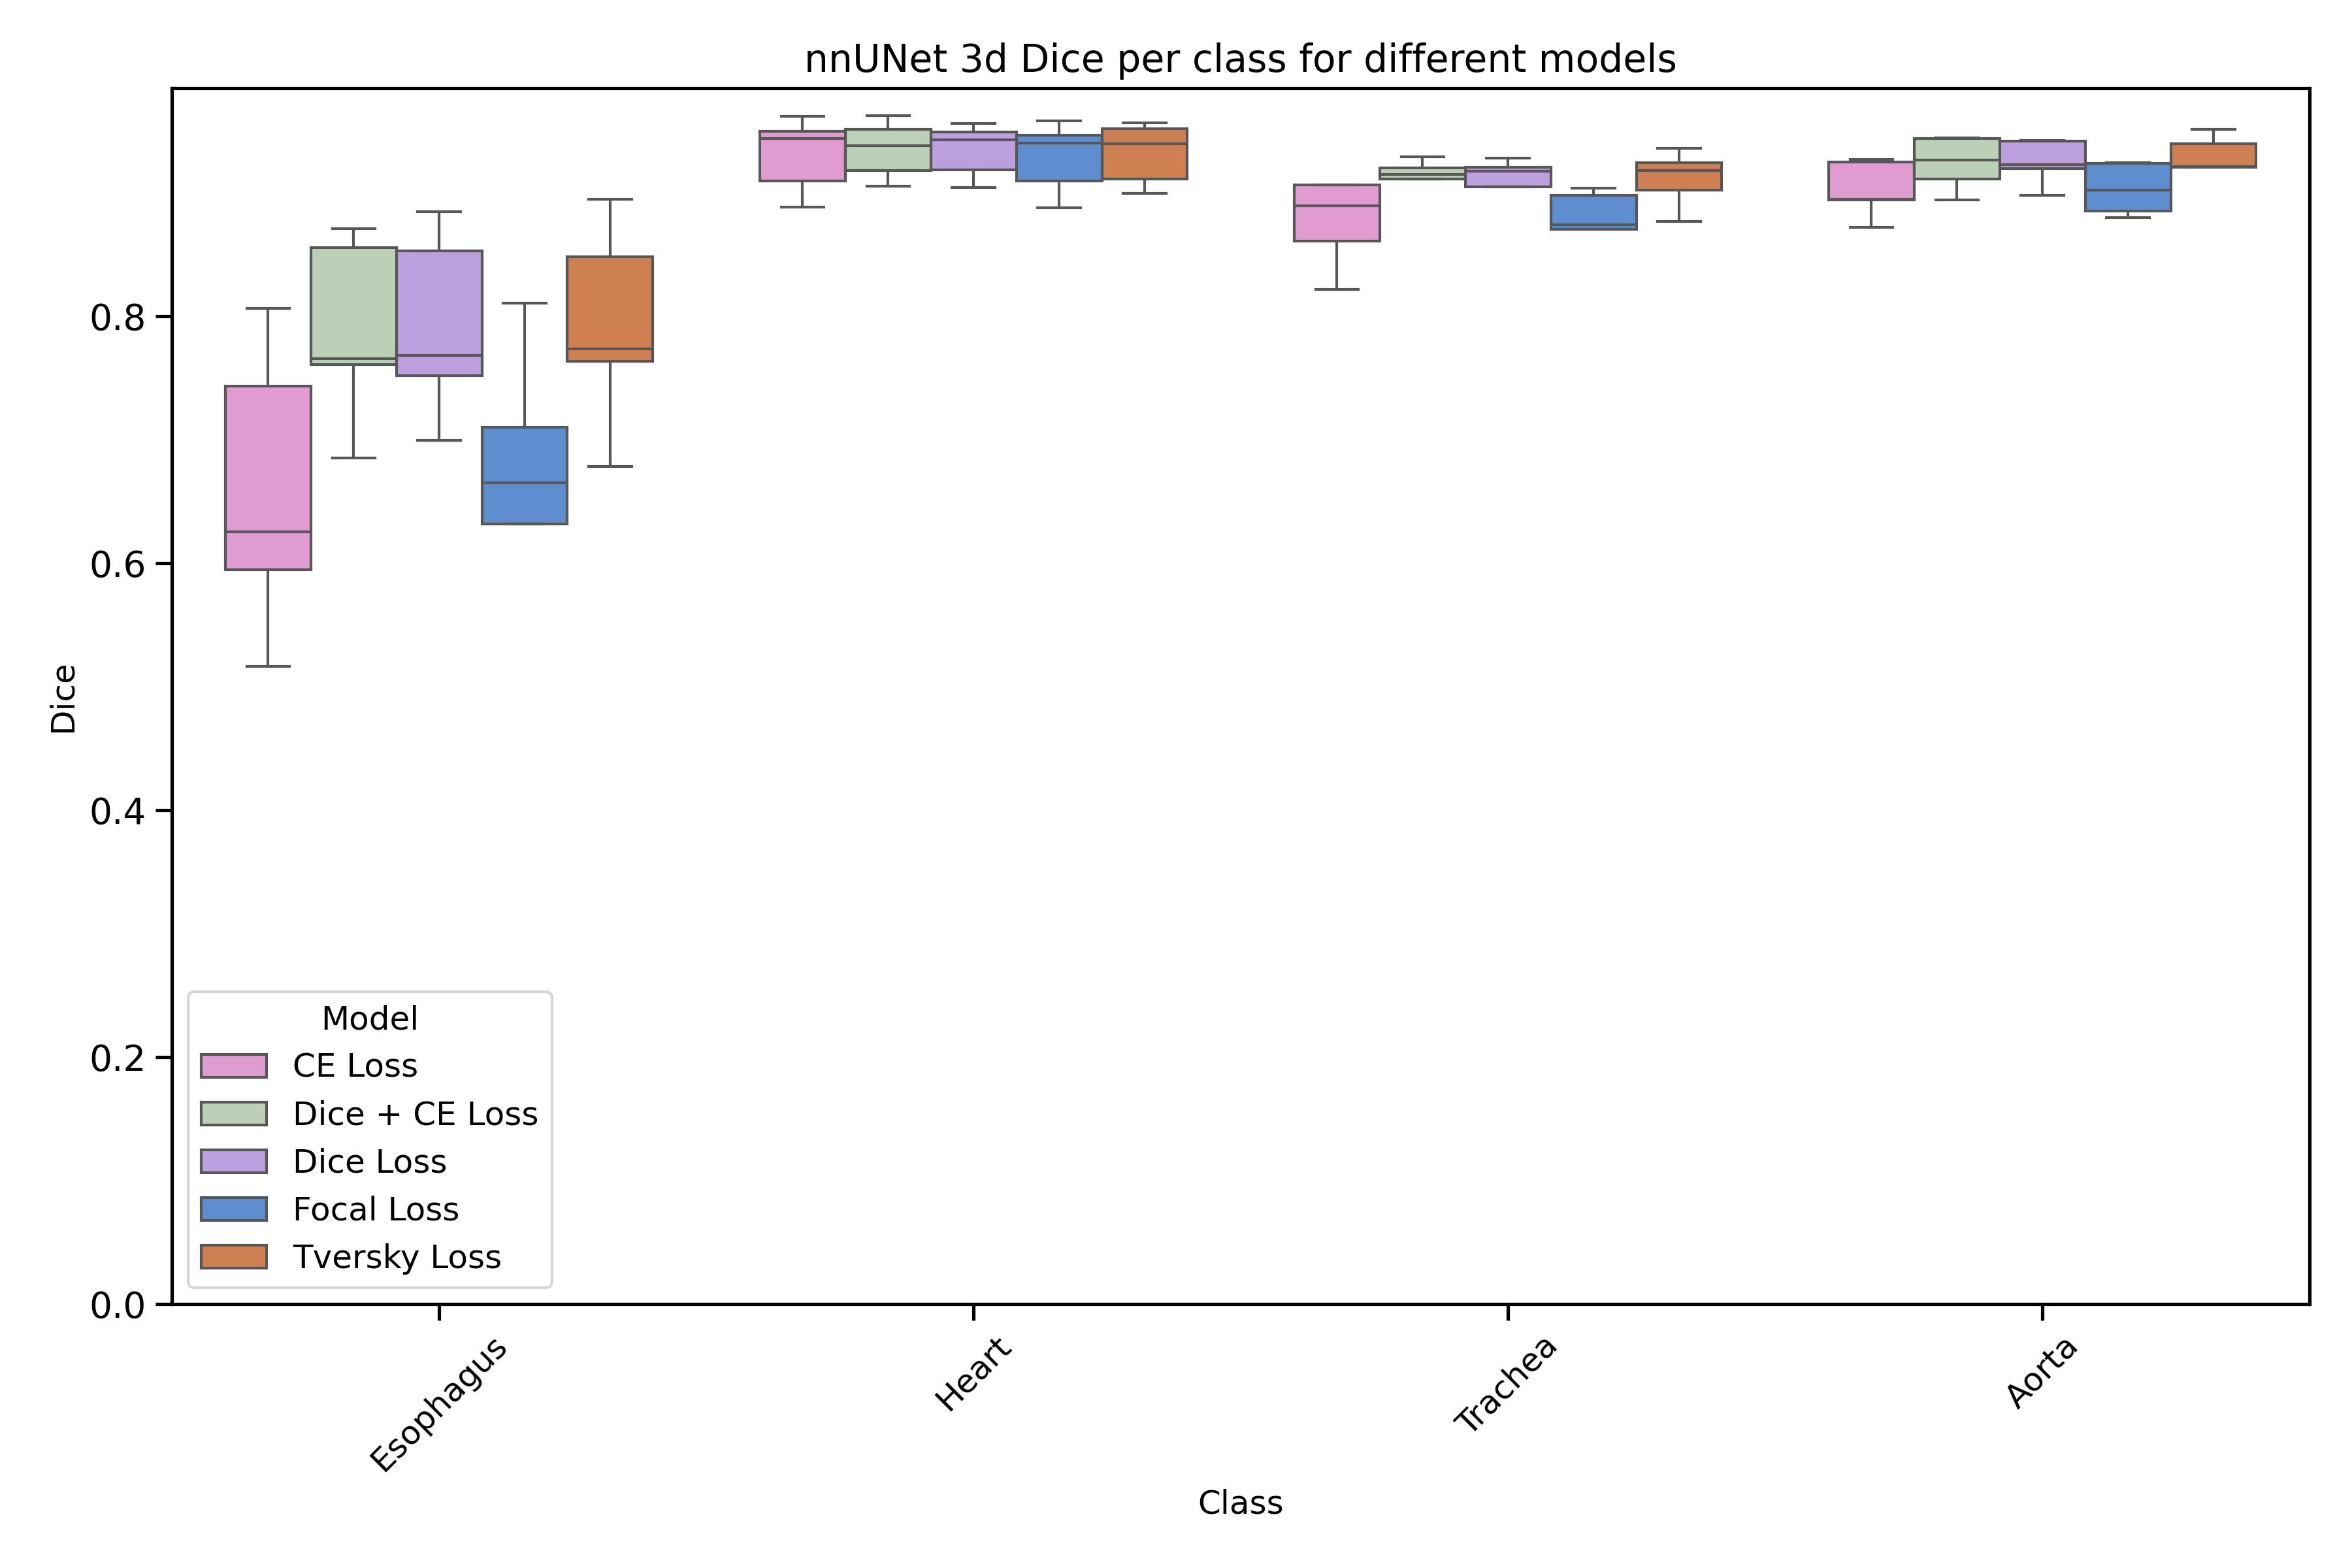 nnUNet 3d Dice per class for different models
Dice
0.8
0.6
0.4
0.2
0.0
Model
CE Loss
Dice + CE Loss
Dice Loss
Focal Loss
Tversky Loss
Esophagus
Heart
Trachea
Aorta
Class